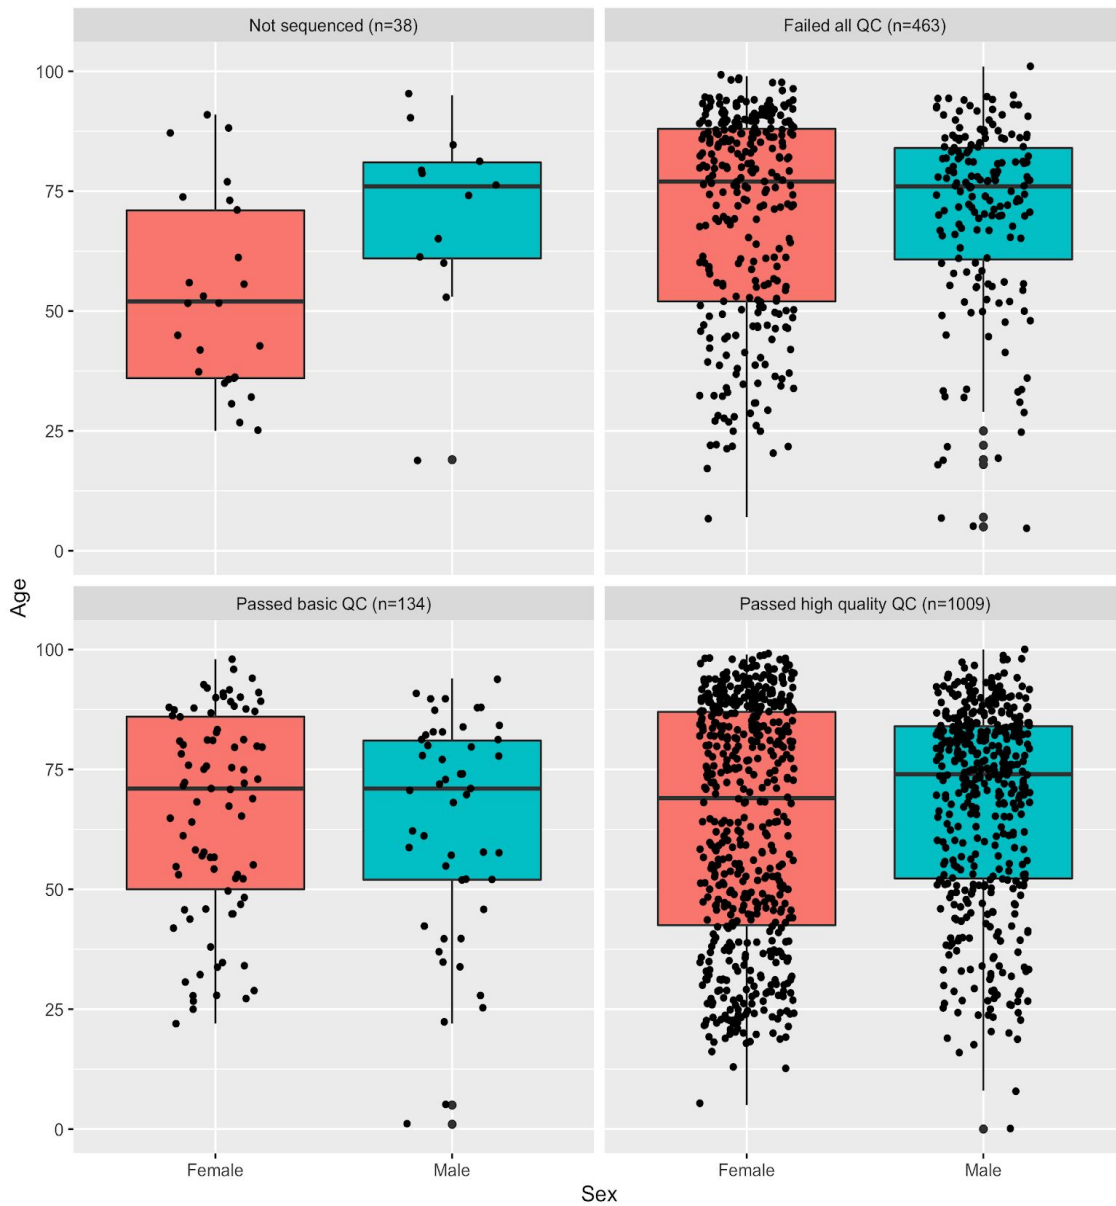 Not sequenced (n=38)
Failed all QC (n=463)
100
75
50
25
0
Age
Passed basic QC (n=134)
Passed high quality QC (n=1009)
100
75
50
25
0
Female
Male
Female
Male
Sex